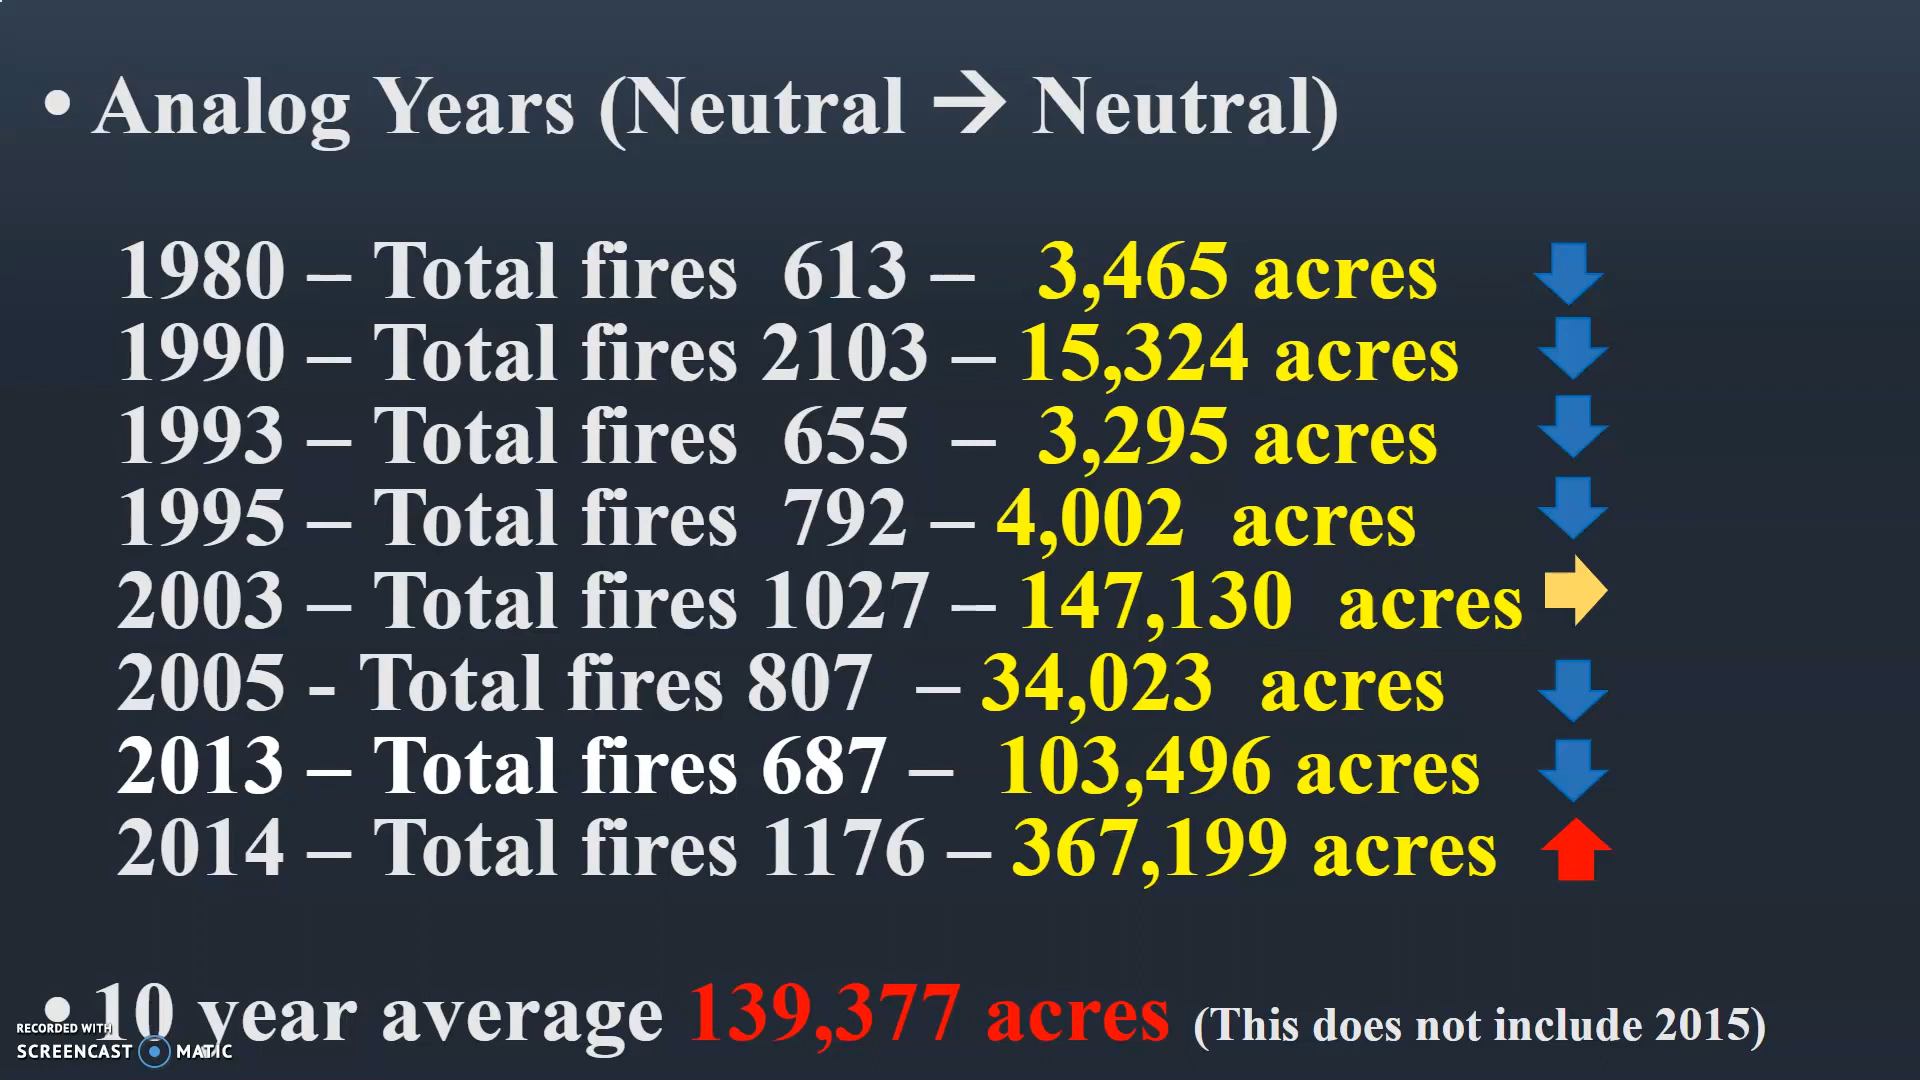 • Analog Years (Neutral → Neutral)
1980 – Total fires 613 – 3,465 acres
1990 – Total fires 2103 – 15,324 acres
1993 – Total fires 655 – 3,295 acres
1995 – Total fires 792 – 4,002 acres
2003 – Total fires 1027 – 147,130 acres
2005 - Total fires 807 – 34,023 acres
2013 – Total fires 687 – 103,496 acres
2014 – Total fires 1176 – 367,199 acres
• 10 year average 139,377 acres (This does not include 2015)
RECORDED WITH
SCREENCAST MATIC